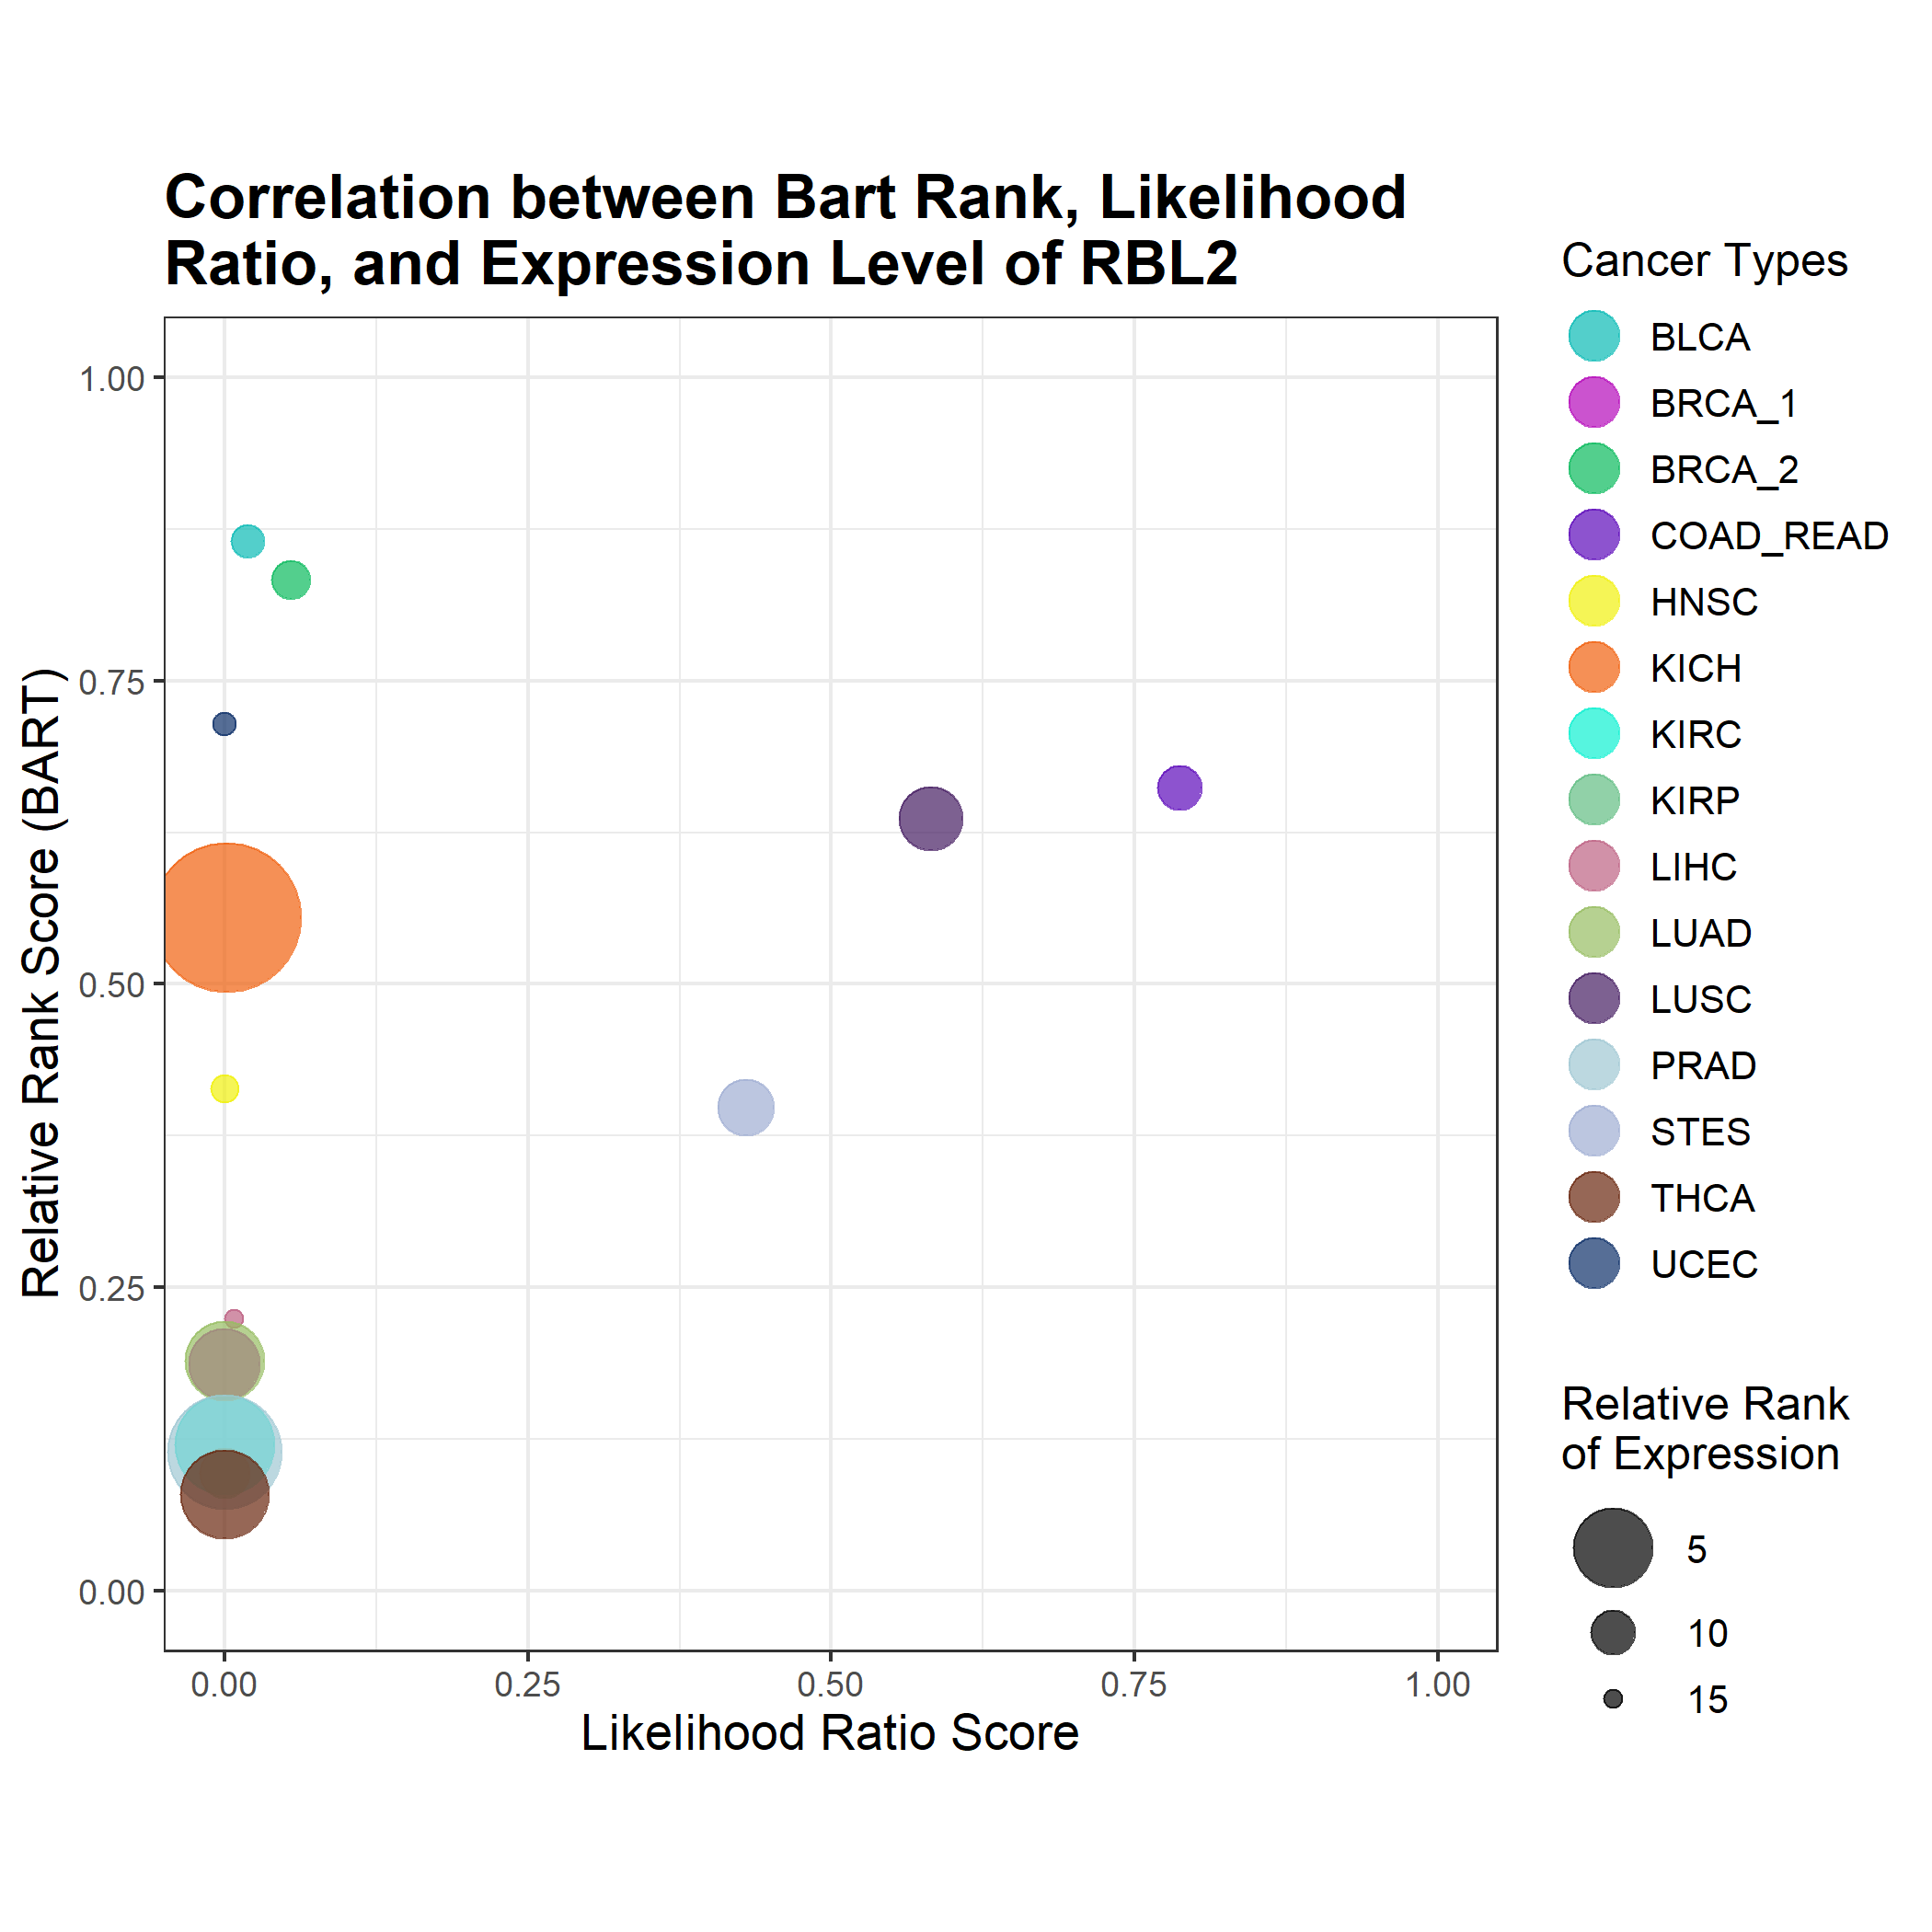 Correlation between Bart Rank, Likelihood
Ratio, and Expression Level of RBL2
Relative Rank Score (BART)
1.00
0.75
0.50
0.25
0.00
0.00
0.25
0.50
0.75
1.00
Likelihood Ratio Score
Cancer Types
BLCA
BRCA_1
BRCA_2
COAD_READ
HNSC
KICH
KIRC
KIRP
LIHC
LUAD
LUSC
PRAD
STES
THCA
UCEC
Relative Rank
of Expression
5
10
15